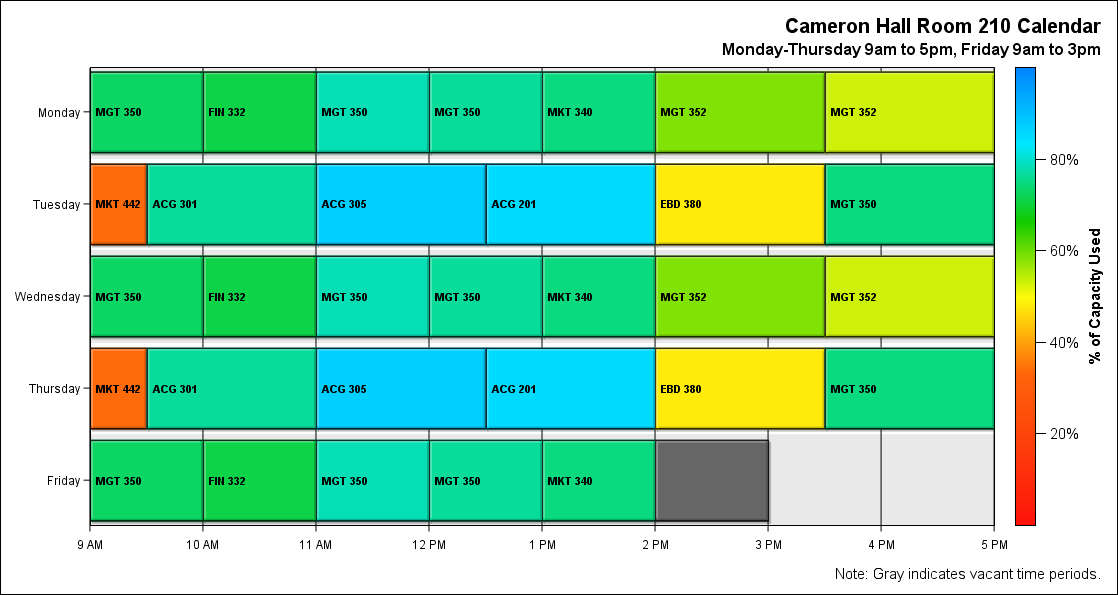 Cameron Hall Room 210 Calendar
Monday-Thursday 9am to 5pm, Friday 9am to 3pm
Monday MGT 350 FIN 332 MGT 350 MGT 350 MKT 340 MGT 352 MGT 352
80%
Tuesday MKT 442 ACG 301 ACG 305 ACG 201 EBD 380 MGT 350
60%
Wednesday MGT 350 FIN 332 MGT 350 MGT 350 MKT 340 MGT 352 MGT 352
% of Capacity Used
40%
Thursday MKT 442 ACG 301 ACG 305 ACG 201 EBD 380 MGT 350
20%
Friday MGT 350 FIN 332 MGT 350 MGT 350 MKT 340
9 AM 10 AM 11 AM 12 PM 1 PM 2 PM 3 PM 4 PM 5 PM
Note: Gray indicates vacant time periods.